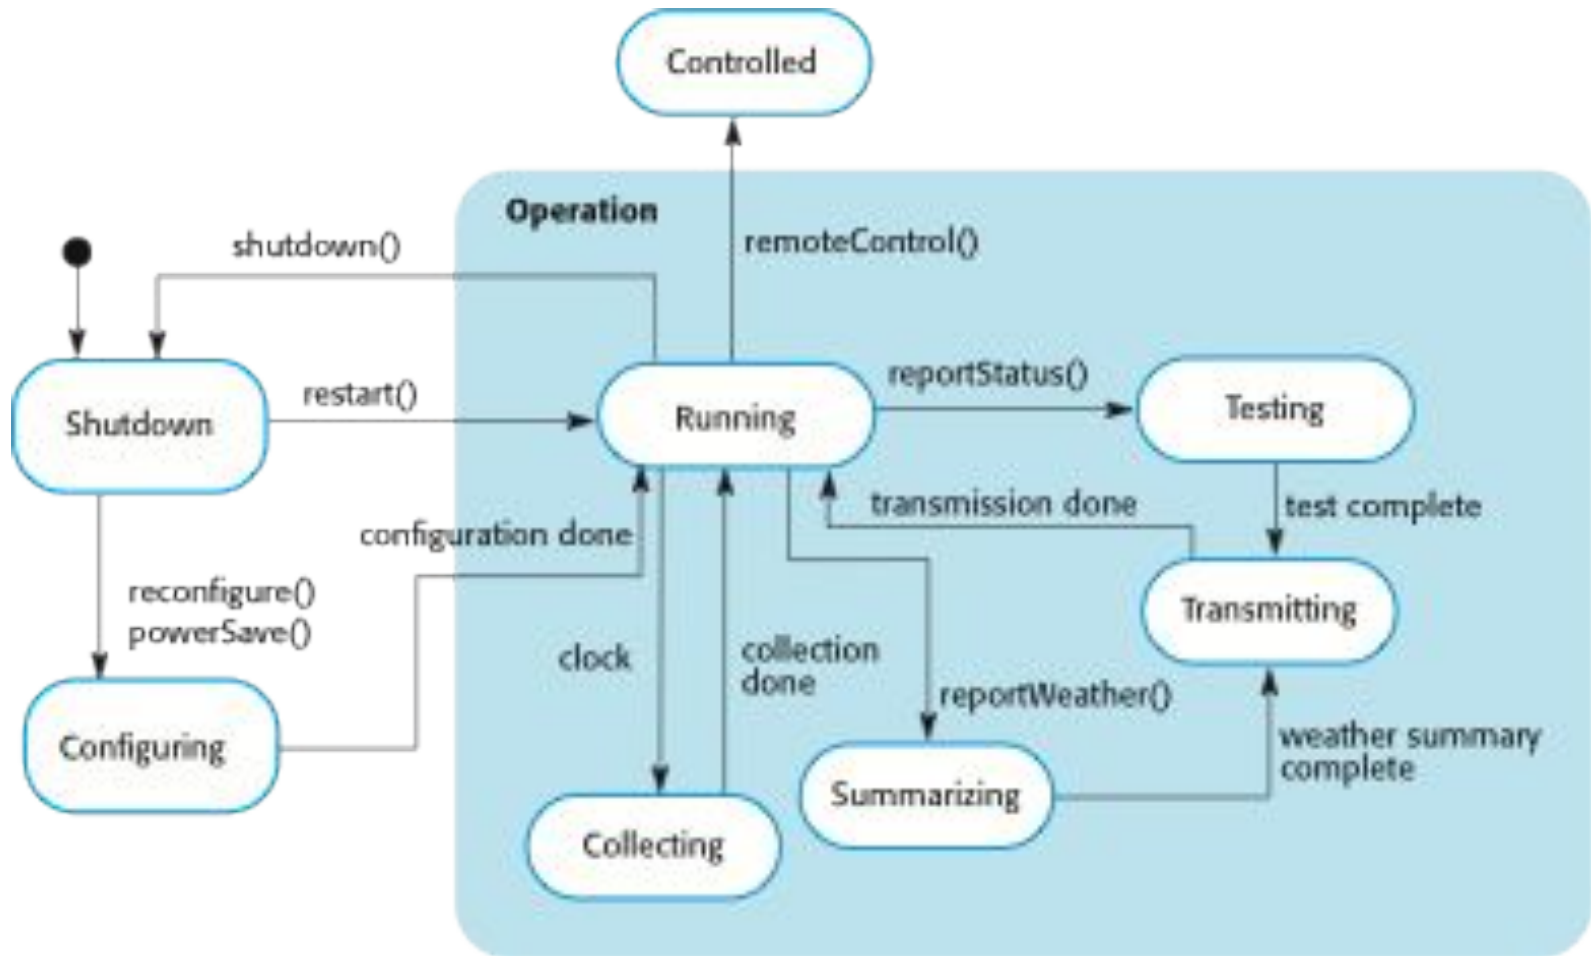 Controlled
Operation
shutdown()
remoteControl()
restart()
reportStatus()
Shutdown
Running
Testing
transmission done
test complete
configuration done
reconfigure()
powerSave()
Transmitting
clock
collection
done
reportWeather()
Configuring
weather summary
complete
Summarizing
Collecting